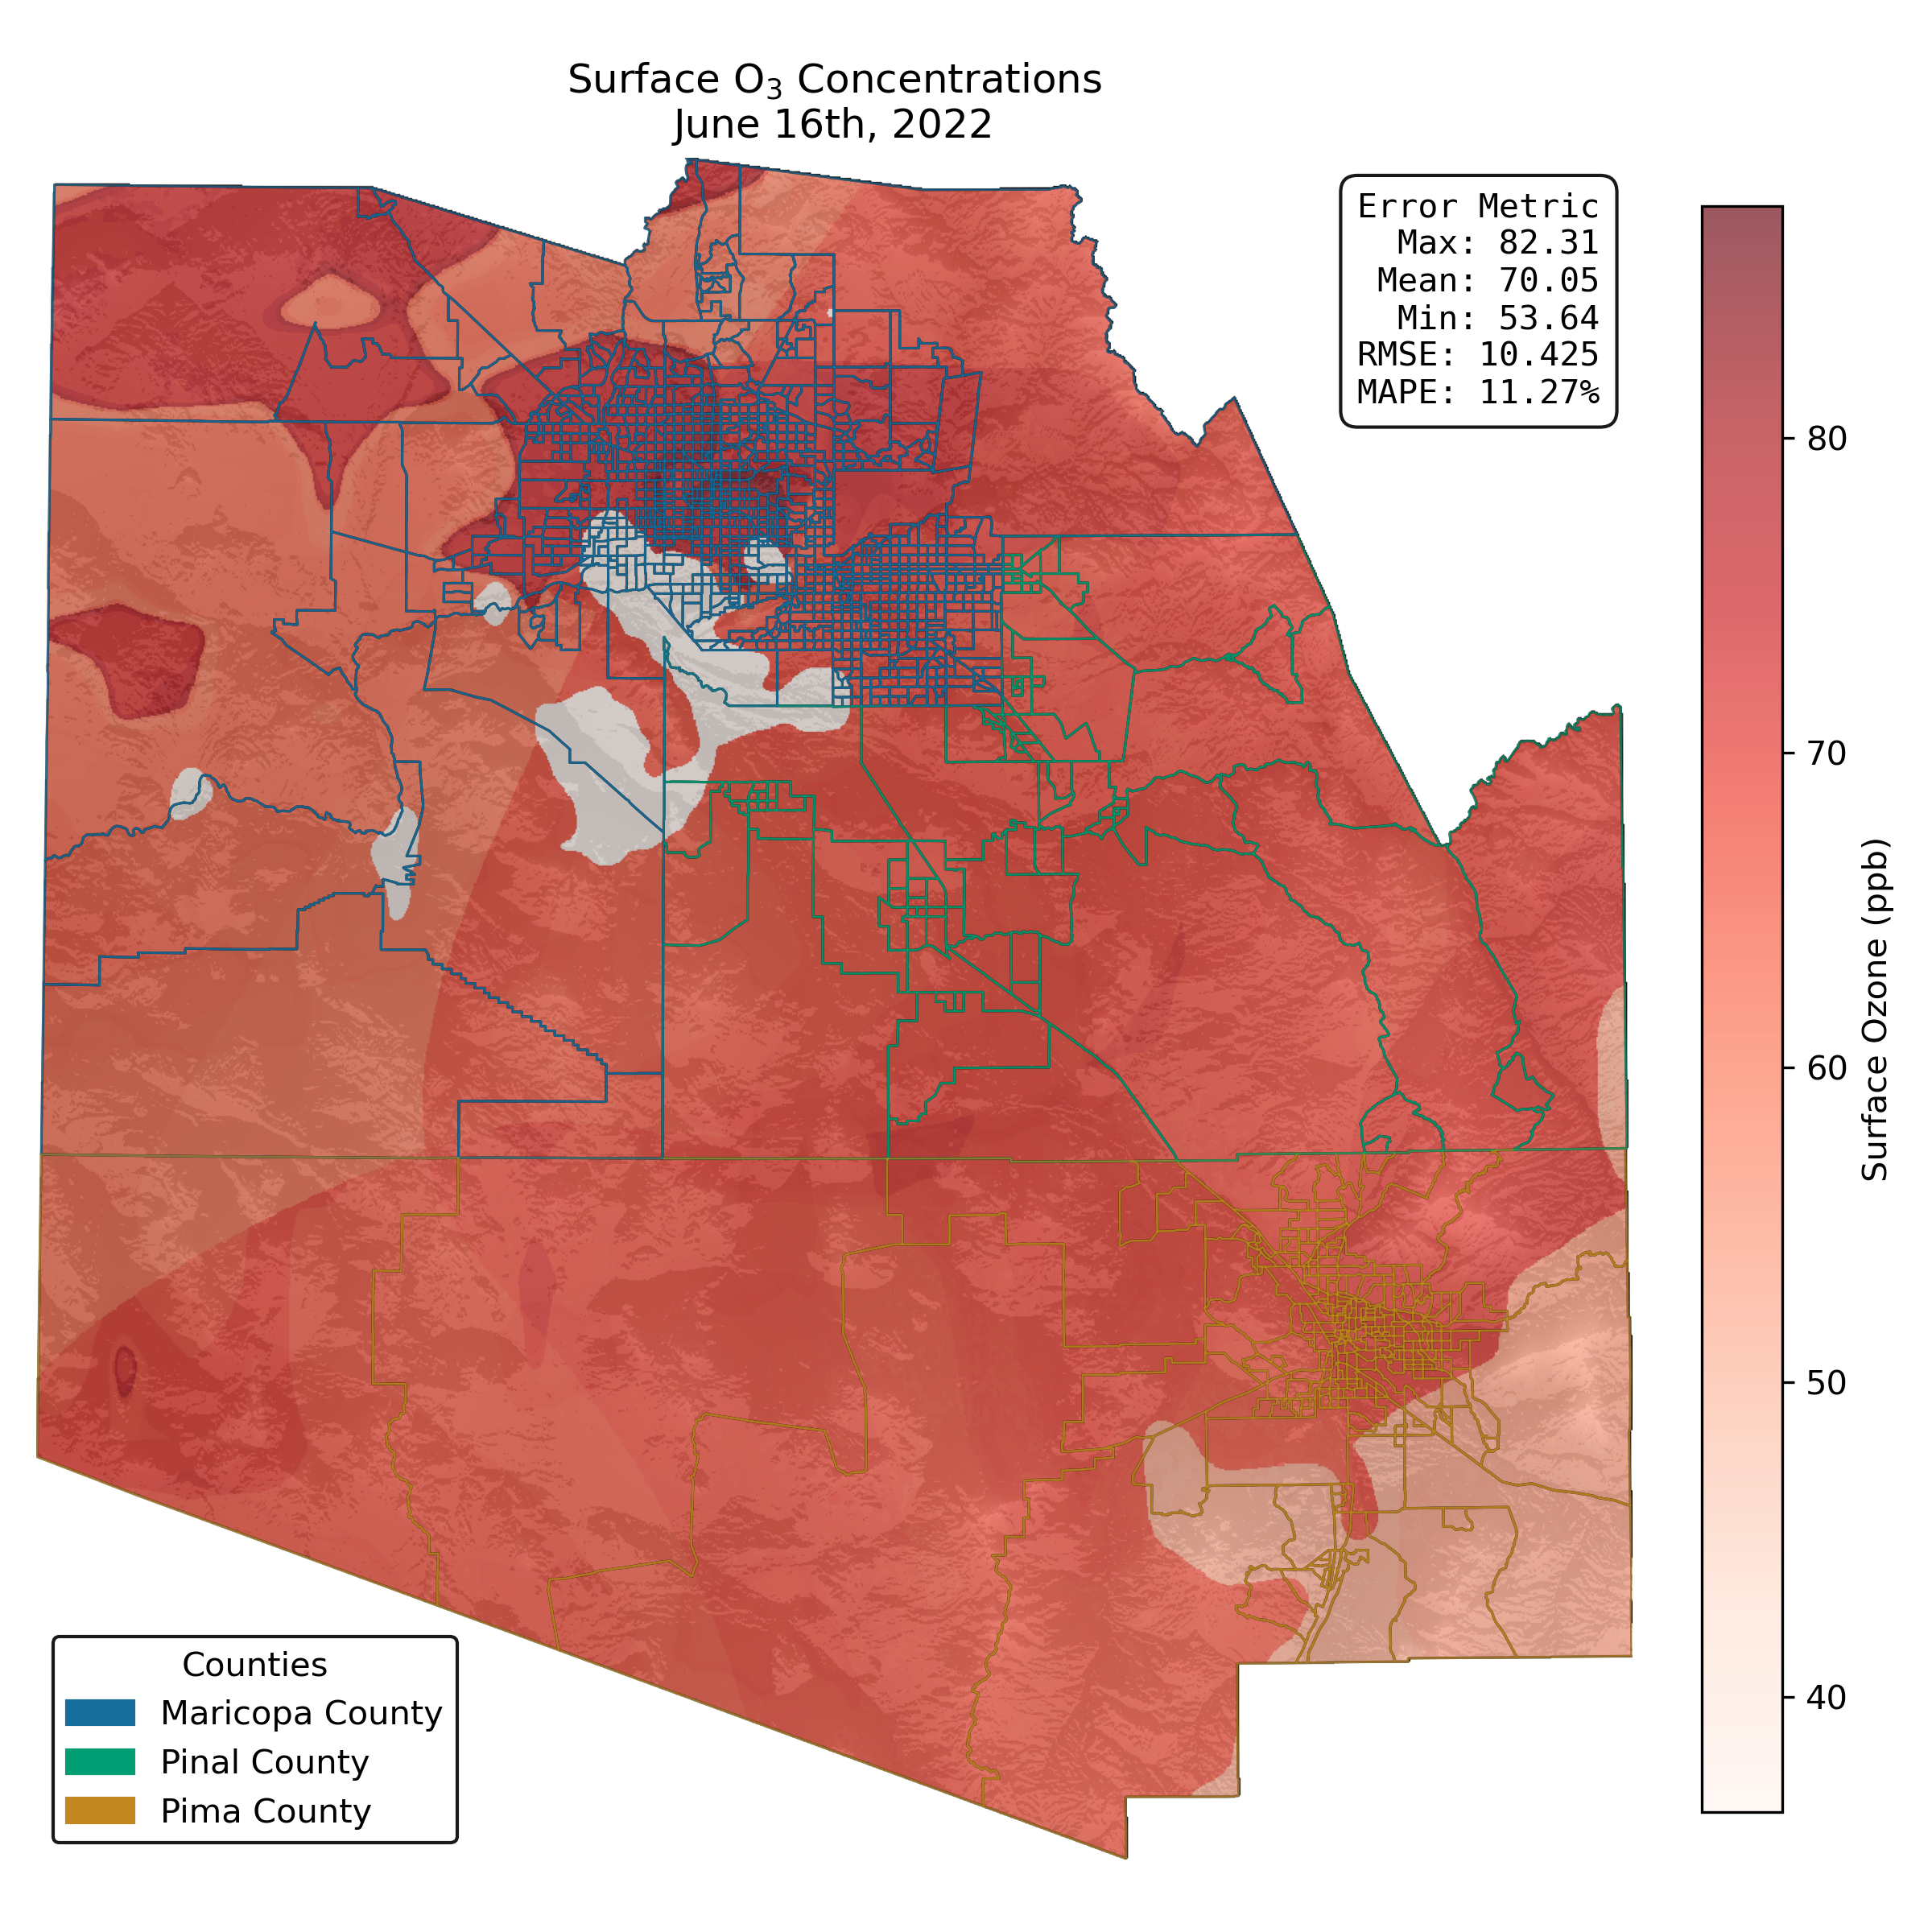 Surface O₃ Concentrations
June 16th, 2022
Error Metric
Max: 82.31
Mean: 70.05
Min: 53.64
RMSE: 10.425
MAPE: 11.27%
80
70
60
50
40
Surface Ozone (ppb)
Counties
Maricopa County
Pinal County
Pima County